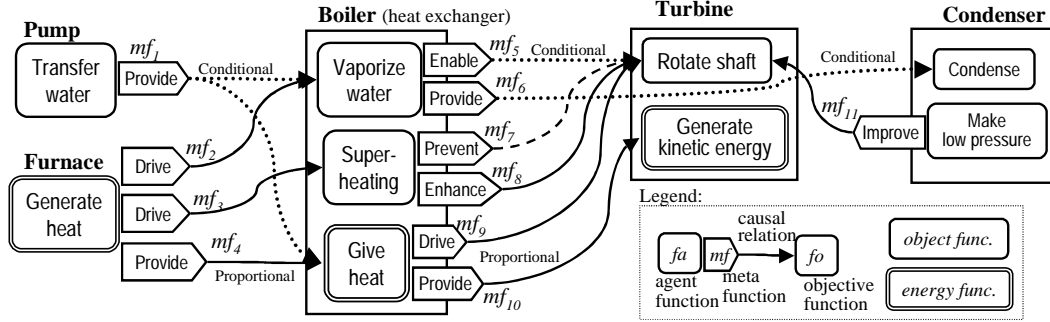 Pump
Transfer
water
mf1
Provide
Conditional
Furnace
Generate
heat
Drive
mf2
Drive
mf3
Provide
mf4
Proportional
Boiler (heat exchanger)
Vaporize
water
Enable
mf5
Conditional
Provide
mf6
Super-
heating
Prevent
mf7
Enhance
mf8
Give
heat
Drive
mf9
Provide
mf10
Proportional
Turbine
Rotate shaft
Generate
kinetic energy
Condenser
Conditional
Condense
mf11
Improve
Make
low pressure
Legend:
fa
mf
causal
relation
fo
agent
function
meta
function
objective
function
object func.
energy func.